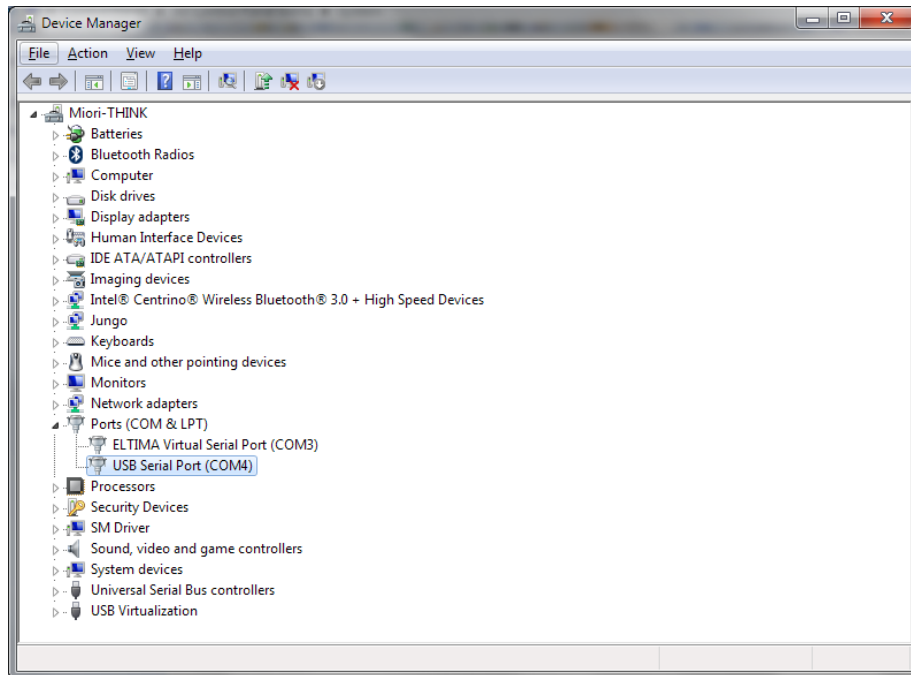 Device Manager
File Action View Help
Miori-THINK
Batteries
Bluetooth Radios
Computer
Disk drives
Display adapters
Human Interface Devices
IDE ATA/ATAPI controllers
Imaging devices
Intel® Centrino® Wireless Bluetooth® 3.0 + High Speed Devices
Jungo
Keyboards
Mice and other pointing devices
Monitors
Network adapters
Ports (COM & LPT)
ELTIMA Virtual Serial Port (COM3)
USB Serial Port (COM4)
Processors
Security Devices
SM Driver
Sound, video and game controllers
System devices
Universal Serial Bus controllers
USB Virtualization